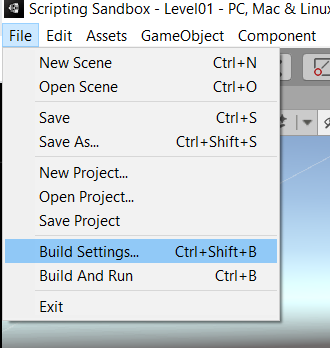 Scripting Sandbox - Level01 - PC, Mac & Linux
File Edit Assets GameObject Component
New Scene Ctrl+N
Open Scene Ctrl+O
Save Ctrl+S
Save As... Ctrl+Shift+S
New Project...
Open Project...
Save Project
Build Settings... Ctrl+Shift+B
Build And Run Ctrl+B
Exit